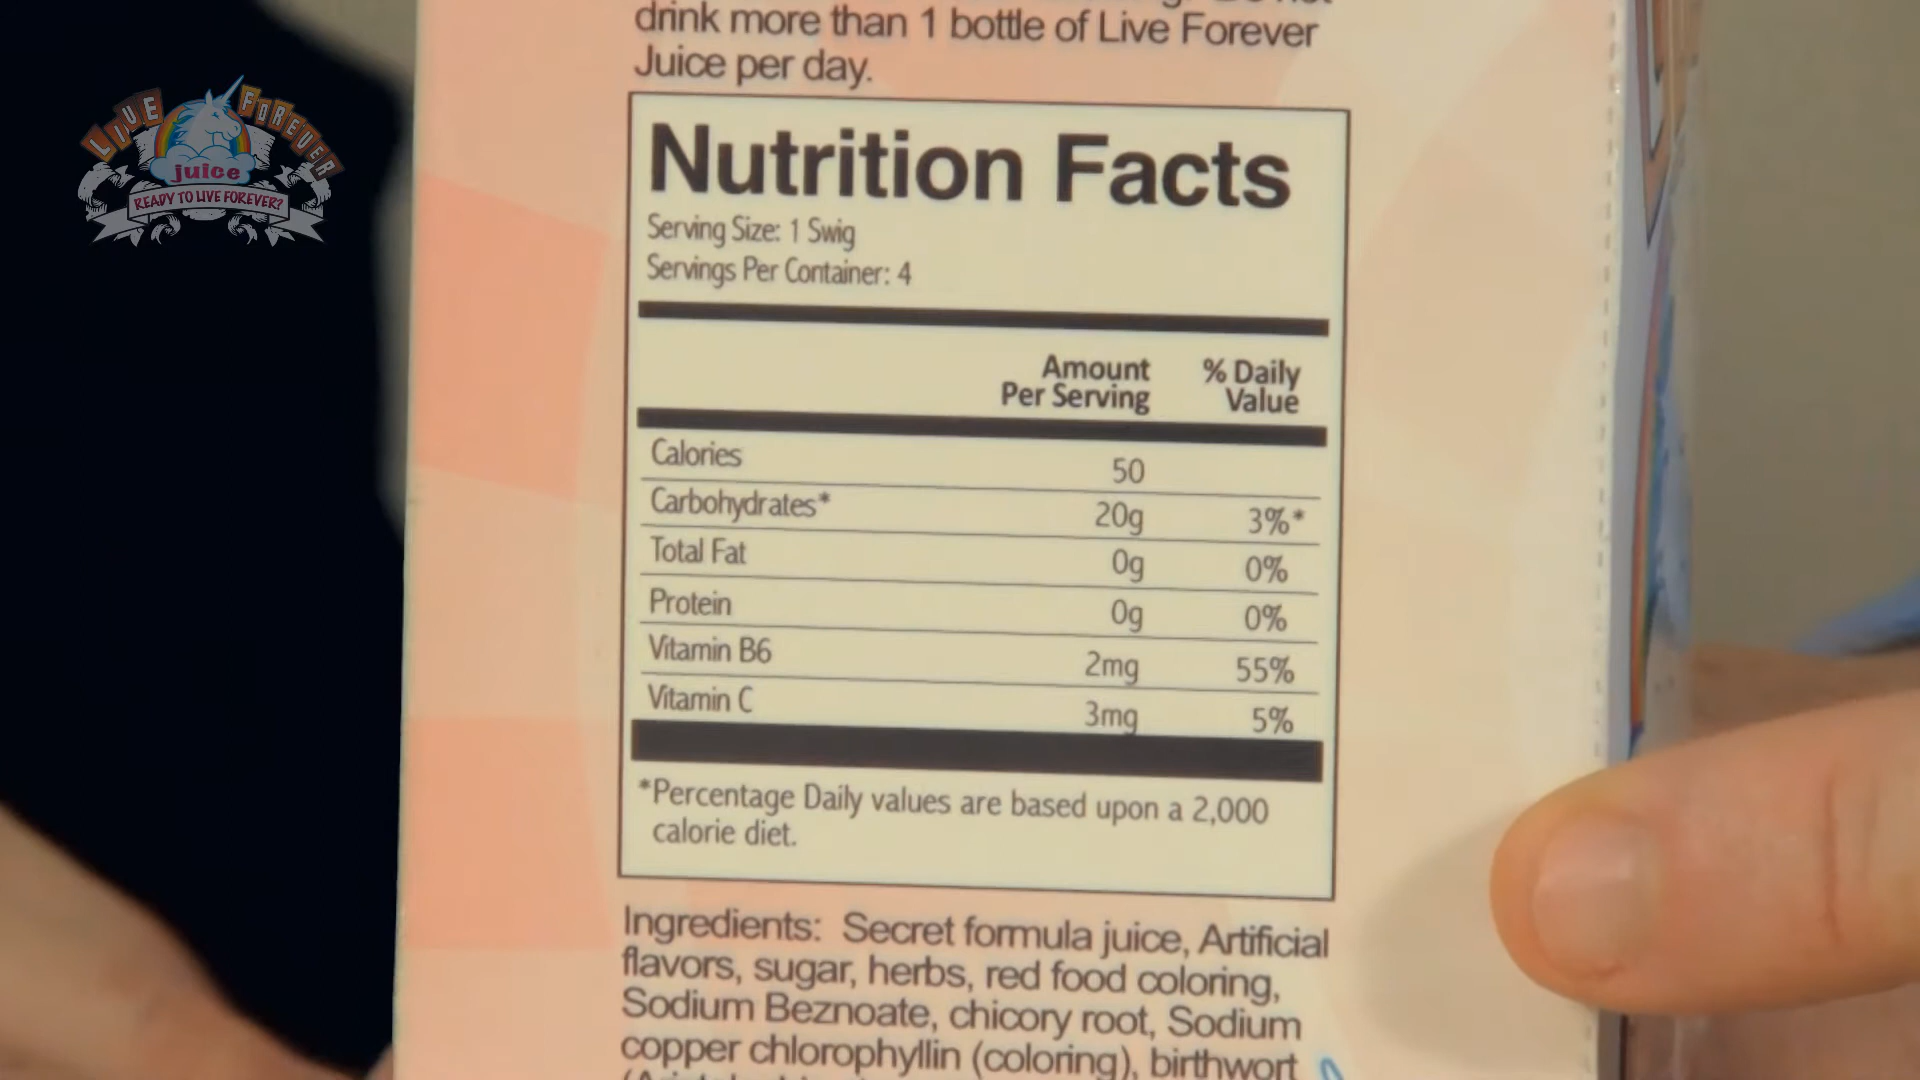 LIVE FOREVER
juice
READY TO LIVE FOREVER?
drink more than 1 bottle of Live Forever
Juice per day.
Nutrition Facts
Serving Size: 1 Swig
Servings Per Container: 4
Amount Per Serving % Daily Value
Calories 50
Carbohydrates* 20g 3%*
Total Fat 0g 0%
Protein 0g 0%
Vitamin B6 2mg 55%
Vitamin C 3mg 5%
*Percentage Daily values are based upon a 2,000
calorie diet.
Ingredients: Secret formula juice, Artificial
flavors, sugar, herbs, red food coloring,
Sodium Beznoate, chicory root, Sodium
copper chlorophyllin (coloring), birthwort